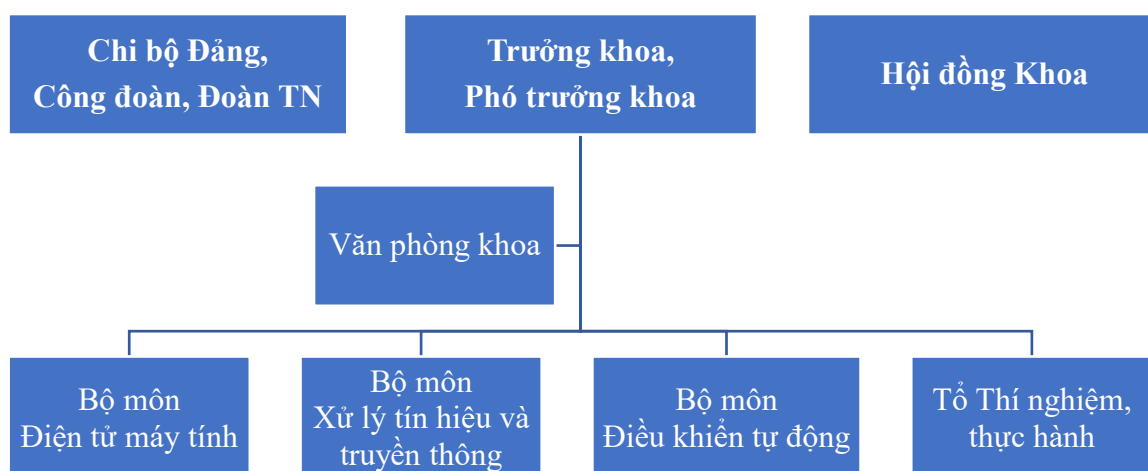 Chi bộ Đảng,
Công đoàn, Đoàn TN
Trưởng khoa,
Phó trưởng khoa
Hội đồng Khoa
Văn phòng khoa
Bộ môn
Điện tử máy tính
Bộ môn
Xử lý tín hiệu và
truyền thông
Bộ môn
Điều khiển tự động
Tổ Thí nghiệm,
thực hành